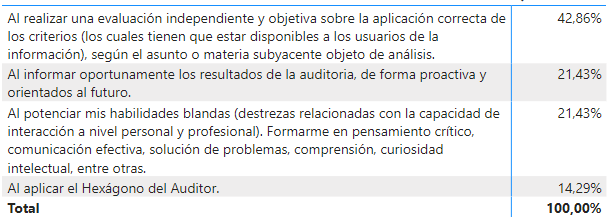 Al realizar una evaluación independiente y objetiva sobre la aplicación correcta de 42,86%
los criterios (los cuales tienen que estar disponibles a los usuarios de la
información), según el asunto o materia subyacente objeto de análisis.
Al informar oportunamente los resultados de la auditoria, de forma proactiva y 21,43%
orientados al futuro.
Al potenciar mis habilidades blandas (destrezas relacionadas con la capacidad de 21,43%
interacción a nivel personal y profesional). Formarme en pensamiento crítico,
comunicación efectiva, solución de problemas, comprensión, curiosidad
intelectual, entre otras.
Al aplicar el Hexágono del Auditor. 14,29%
Total 100,00%